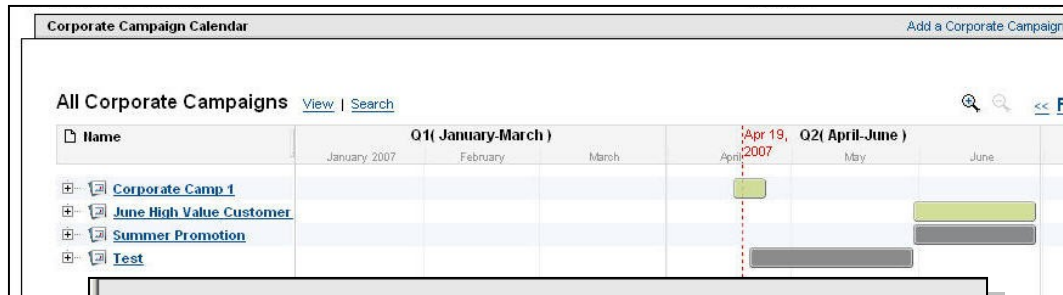 Corporate Campaign Calendar Add a Corporate Campaign
All Corporate Campaigns View | Search
<<
Name Q1( January-March ) Apr 19, 2007 Q2( April-June )
January 2007 February March April May June
Corporate Camp 1
June High Value Customer
Summer Promotion
Test